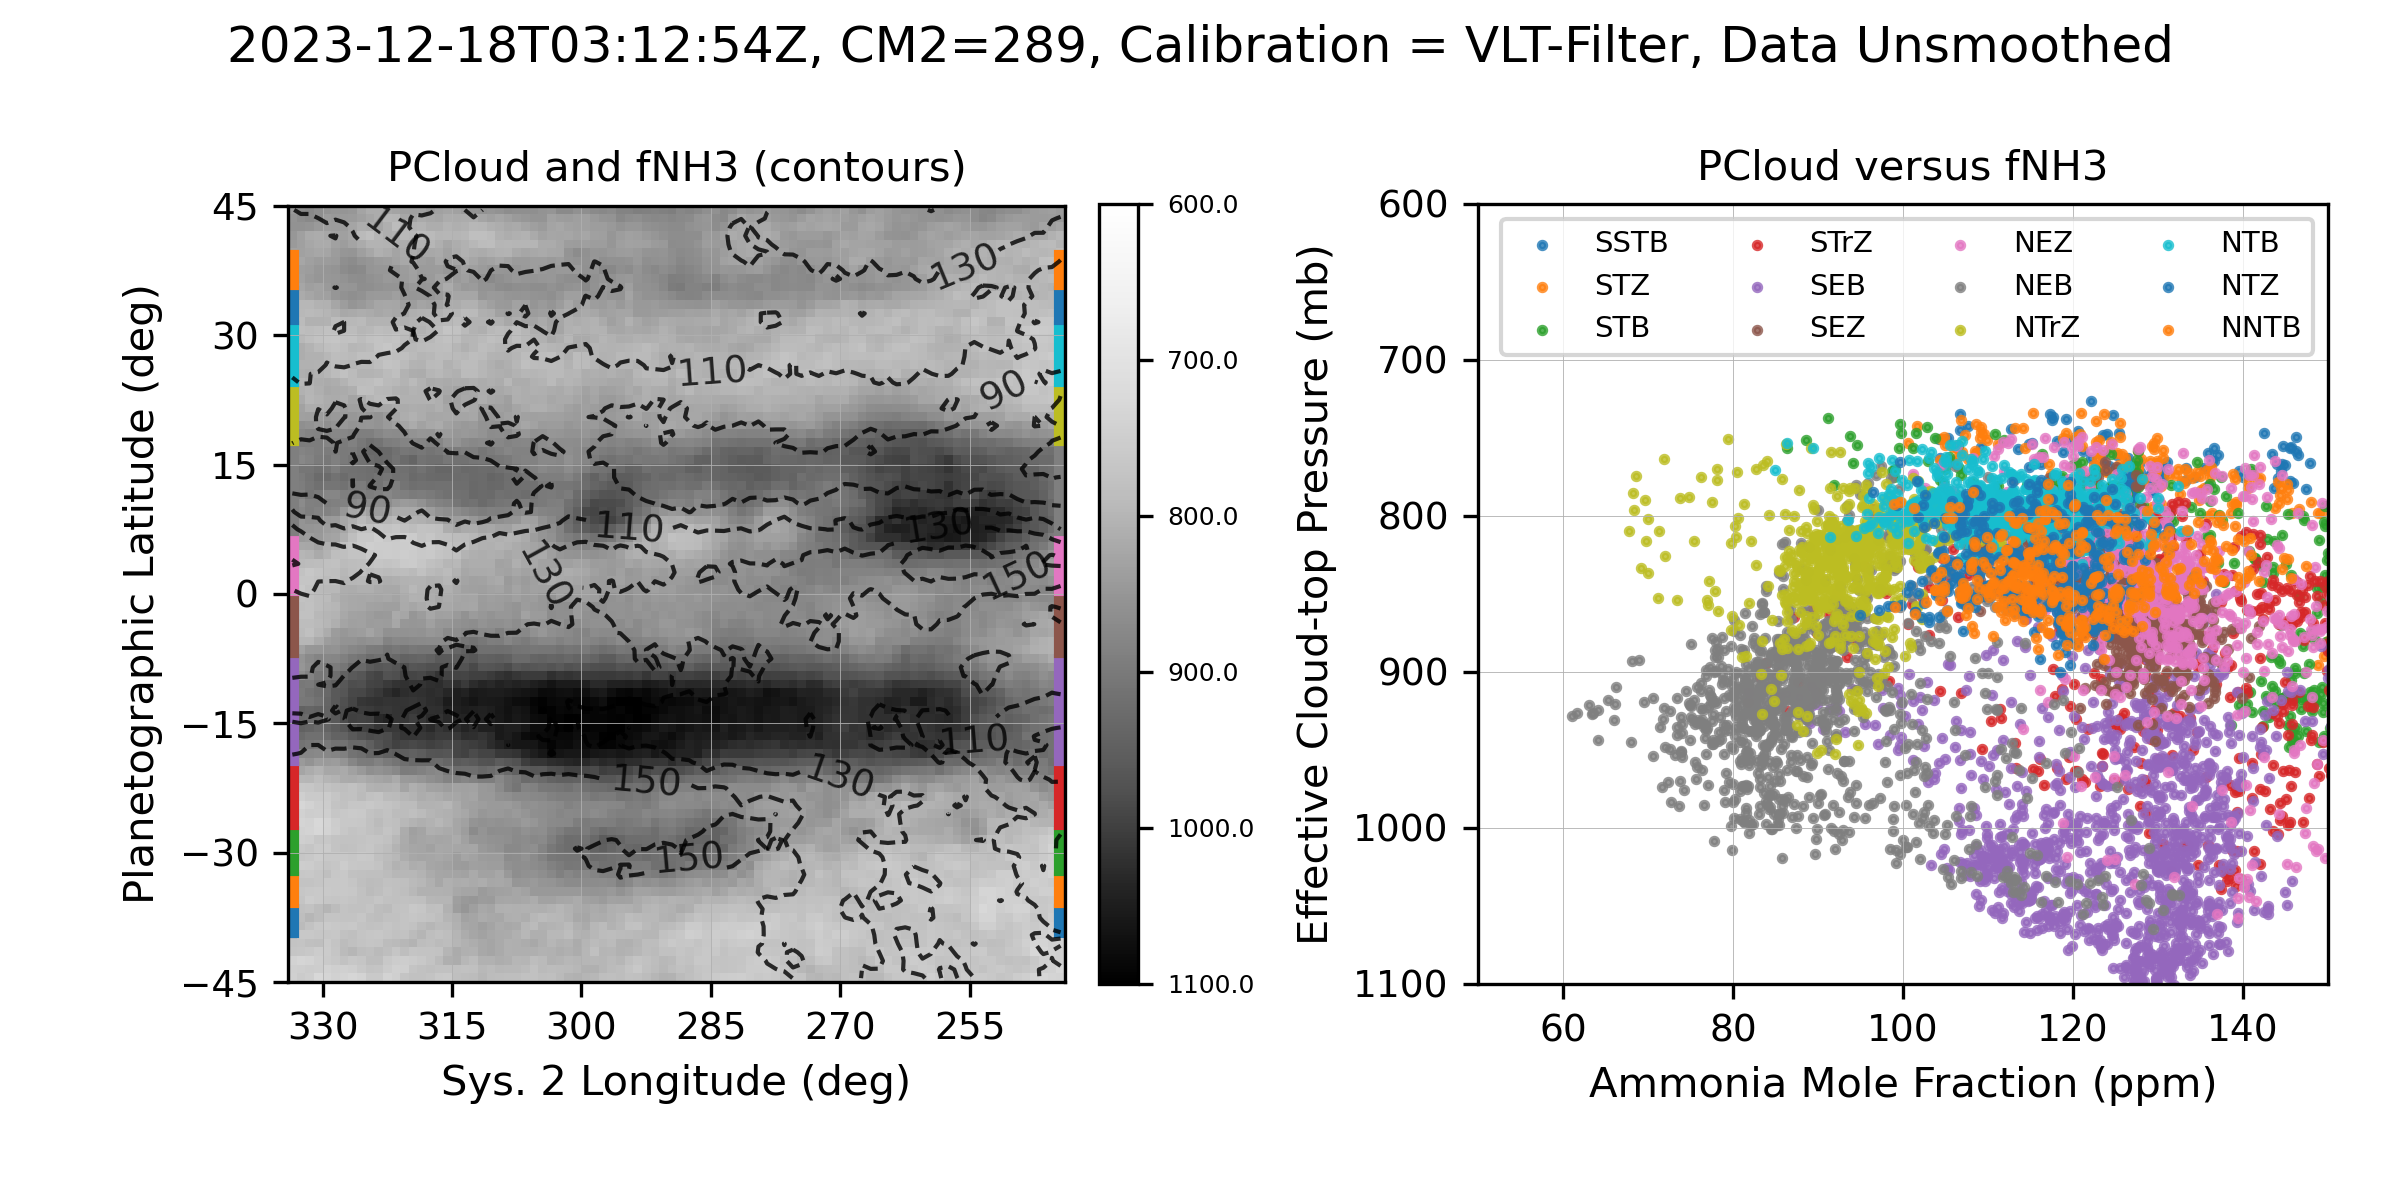 2023-12-18T03:12:54Z, CM2=289, Calibration = VLT-Filter, Data Unsmoothed
PCloud and fNH3 (contours)
Planetographic Latitude (deg)
45
30
15
0
−15
−30
−45
330 315 300 285 270 255
Sys. 2 Longitude (deg)
110
130
110
90
90
110
130
130
150
110
150
130
150
600.0
700.0
800.0
900.0
1000.0
1100.0
PCloud versus fNH3
Effective Cloud-top Pressure (mb)
600
700
800
900
1000
1100
SSTB STrZ NEZ NTB
STZ SEB NEB NTZ
STB SEZ NTrZ NNTB
60 80 100 120 140
Ammonia Mole Fraction (ppm)